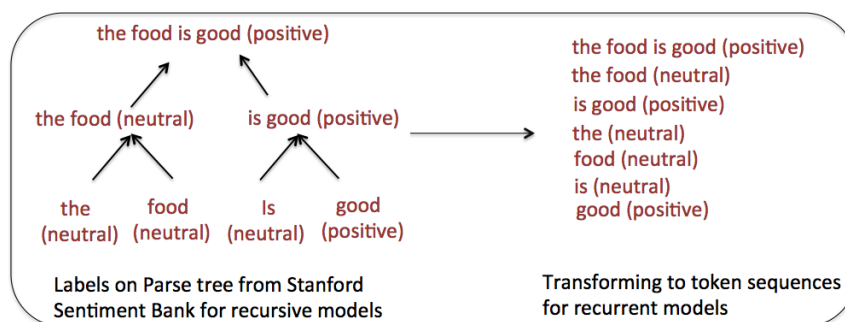 the food is good (positive)
the food (neutral)
is good (positive)
the
(neutral)
food
(neutral)
Is
(neutral)
good
(positive)
Labels on Parse tree from Stanford
Sentiment Bank for recursive models
the food is good (positive)
the food (neutral)
is good (positive)
the (neutral)
food (neutral)
is (neutral)
good (positive)
Transforming to token sequences
for recurrent models